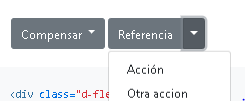 Compensar Referencia
Acción
<div class="d-fle
Otra accion